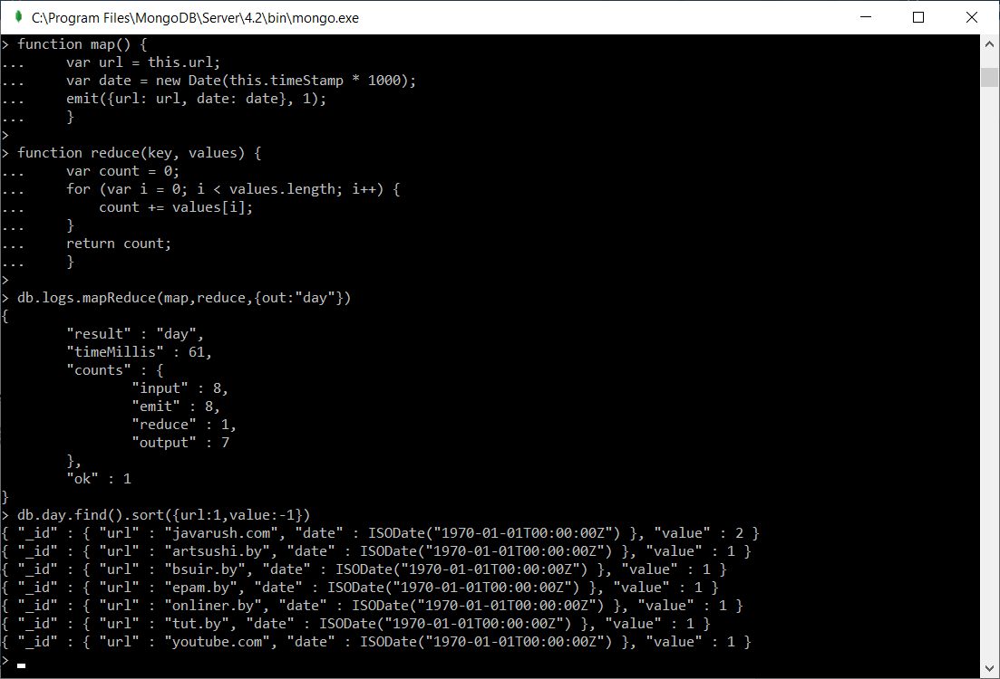 C:\Program Files\MongoDB\Server\4.2\bin\mongo.exe
> function map() {
...     var url = this.url;
...     var date = new Date(this.timeStamp * 1000);
...     emit({url: url, date: date}, 1);
...     }
>
> function reduce(key, values) {
...     var count = 0;
...     for (var i = 0; i < values.length; i++) {
...         count += values[i];
...     }
...     return count;
...     }
>
> db.logs.mapReduce(map,reduce,{out:"day"})
{
        "result" : "day",
        "timeMillis" : 61,
        "counts" : {
                "input" : 8,
                "emit" : 8,
                "reduce" : 1,
                "output" : 7
        },
        "ok" : 1
}
> db.day.find().sort({url:1,value:-1})
{ "_id" : { "url" : "javarush.com", "date" : ISODate("1970-01-01T00:00:00Z") }, "value" : 2 }
{ "_id" : { "url" : "artsushi.by", "date" : ISODate("1970-01-01T00:00:00Z") }, "value" : 1 }
{ "_id" : { "url" : "bsuir.by", "date" : ISODate("1970-01-01T00:00:00Z") }, "value" : 1 }
{ "_id" : { "url" : "epam.by", "date" : ISODate("1970-01-01T00:00:00Z") }, "value" : 1 }
{ "_id" : { "url" : "onliner.by", "date" : ISODate("1970-01-01T00:00:00Z") }, "value" : 1 }
{ "_id" : { "url" : "tut.by", "date" : ISODate("1970-01-01T00:00:00Z") }, "value" : 1 }
{ "_id" : { "url" : "youtube.com", "date" : ISODate("1970-01-01T00:00:00Z") }, "value" : 1 }
>